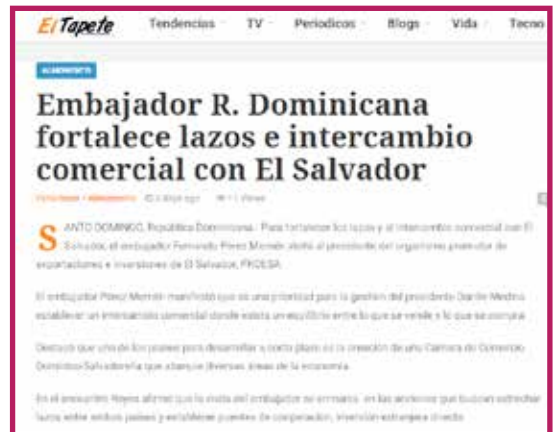 El Tapete Tendencias TV Periodicos Blogs Vida Tecno
AL MOMENTO
Embajador R. Dominicana
fortalece lazos e intercambio
comercial con El Salvador
SANTO DOMINGO, República Dominicana.- Para fortalecer los lazos y el intercambio comercial con El
Salvador, el embajador Fernando Pérez Memén visitó al presidente del organismo promotor de
exportaciones e inversiones de El Salvador, PROESA.
El embajador Pérez Memén manifestó que es una prioridad para la gestión del presidente Danilo Medina
establecer un intercambio comercial donde exista un equilibrio entre lo que se vende y lo que se compra.
Destacó que uno de los planes para desarrollar a corto plazo es la creación de una Cámara de Comercio
Domínico-Salvadoreña que abarque diversas áreas de la economía.
En el encuentro Reyes afirmó que la visita del embajador se enmarca en las acciones que buscan estrechar
lazos entre ambos países y establecer puentes de cooperación, inversión extranjera directa